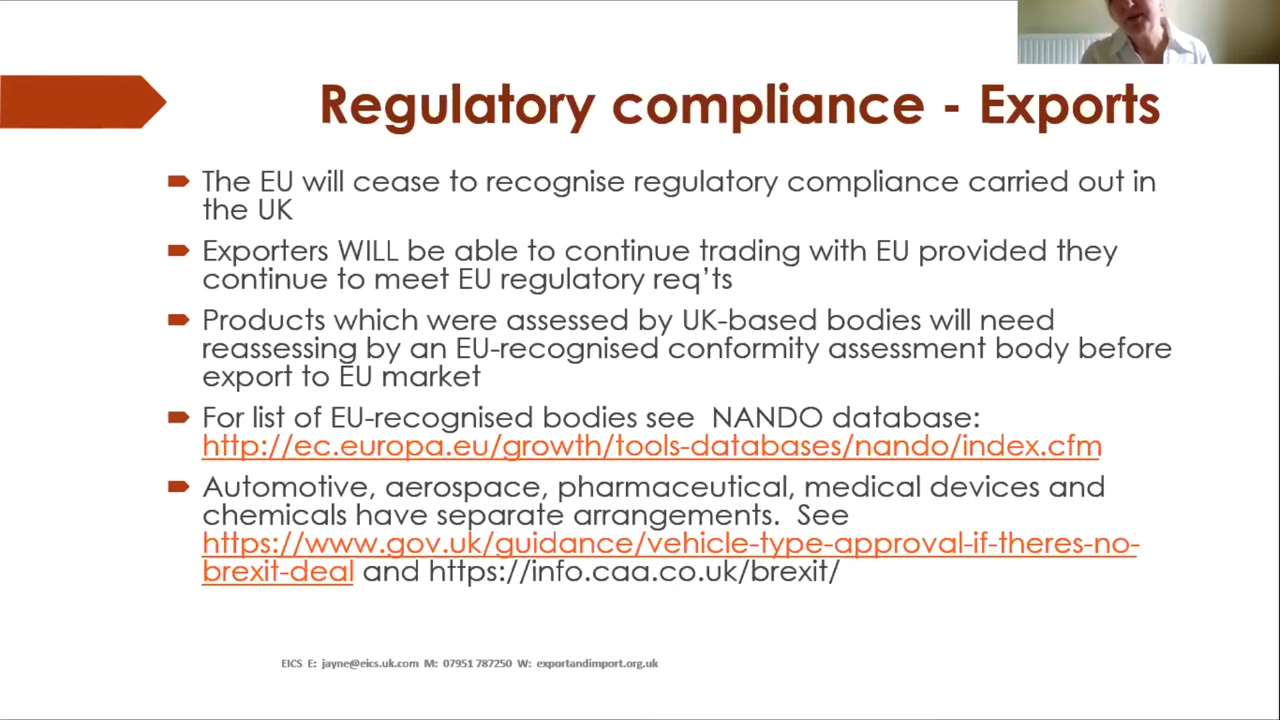 Regulatory compliance - Exports
The EU will cease to recognise regulatory compliance carried out in
the UK
Exporters WILL be able to continue trading with EU provided they
continue to meet EU regulatory req'ts
Products which were assessed by UK-based bodies will need
reassessing by an EU-recognised conformity assessment body before
export to EU market
For list of EU-recognised bodies see NANDO database:
http://ec.europa.eu/growth/tools-databases/nando/index.cfm
Automotive, aerospace, pharmaceutical, medical devices and
chemicals have separate arrangements. See
https://www.gov.uk/guidance/vehicle-type-approval-if-theres-no-
brexit-deal and https://info.caa.co.uk/brexit/
EICS E: jayne@eics.uk.com M: 07951 787250 W: exportandimport.org.uk